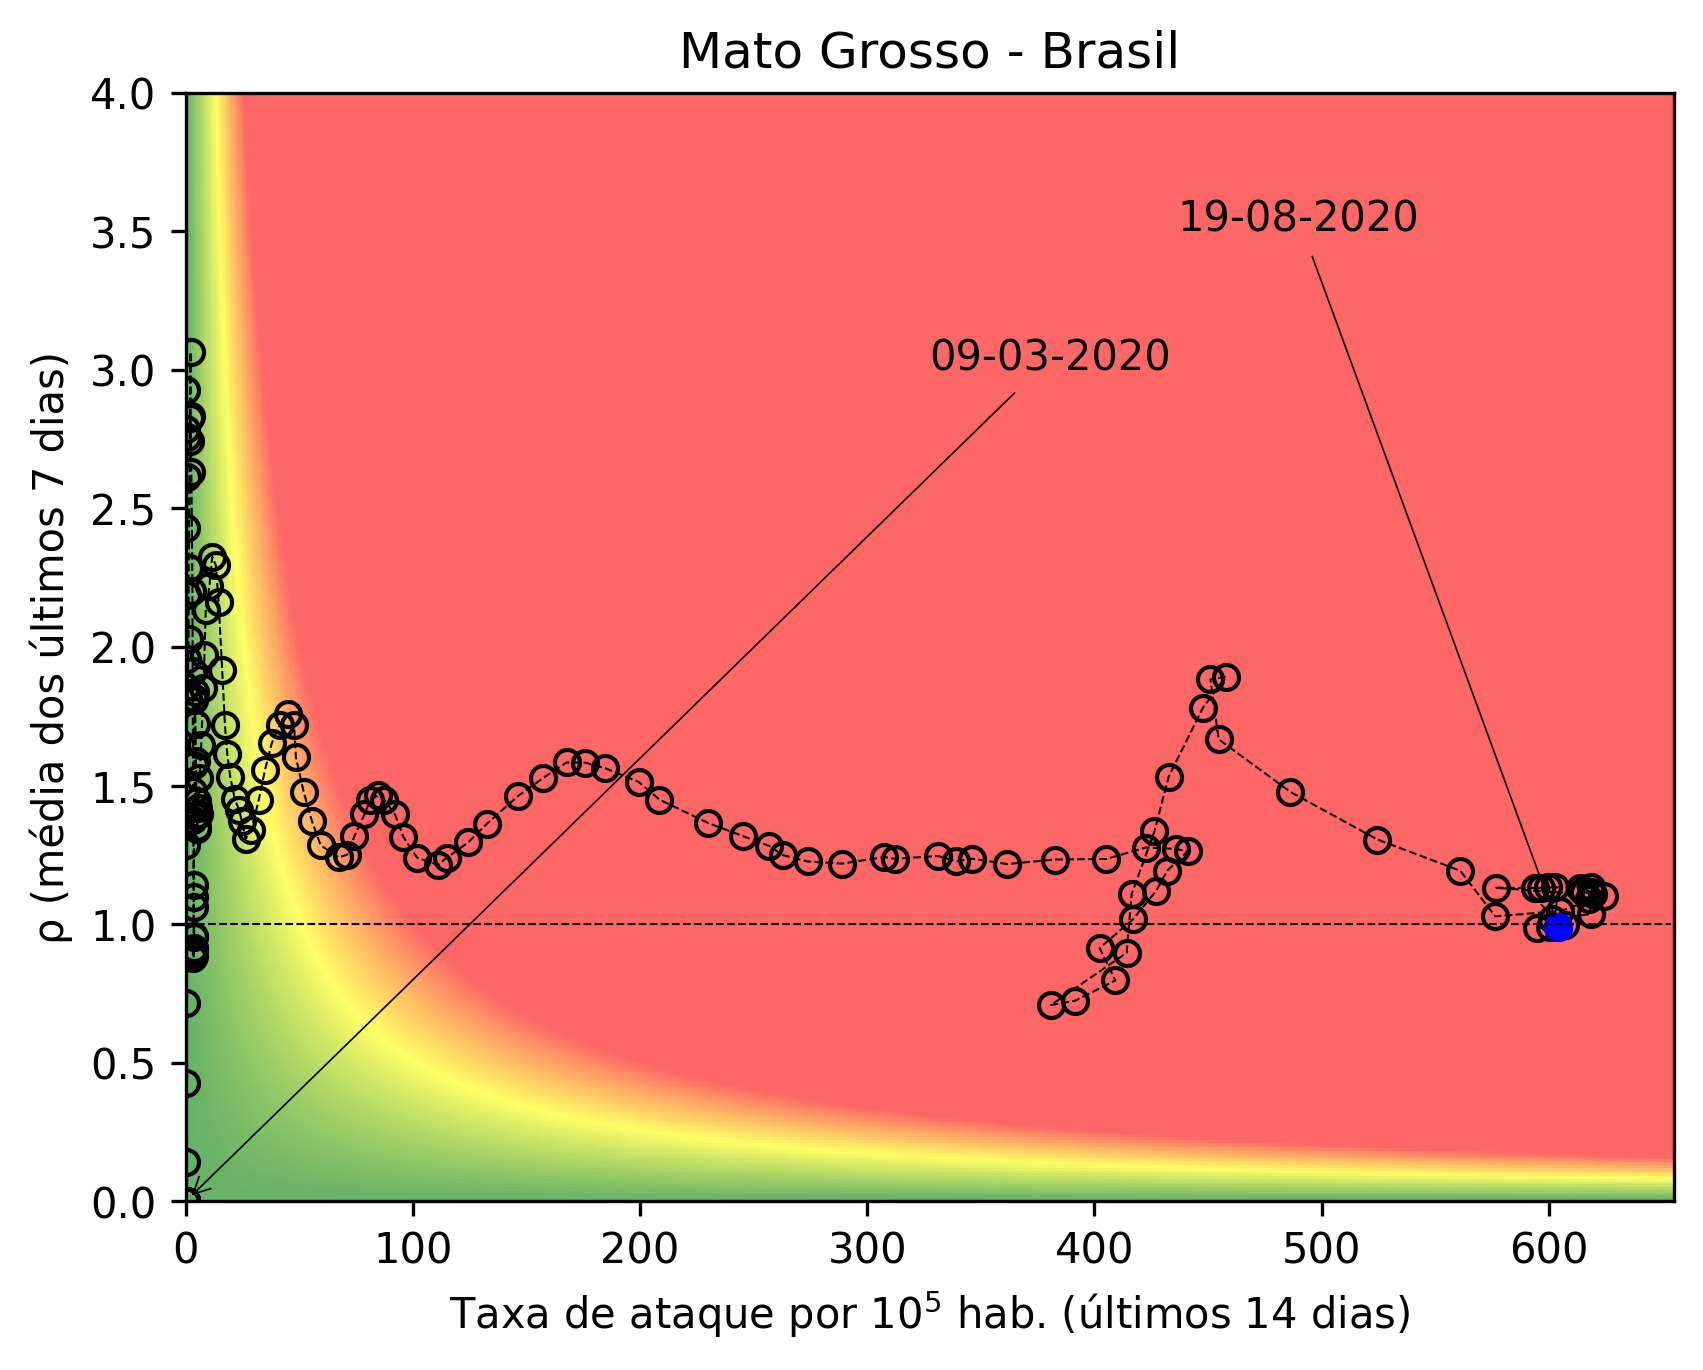 Mato Grosso - Brasil
4.0
3.5
3.0
2.5
2.0
1.5
1.0
0.5
0.0
ρ (média dos últimos 7 dias)
19-08-2020
09-03-2020
0 100 200 300 400 500 600
Taxa de ataque por 10⁵ hab. (últimos 14 dias)